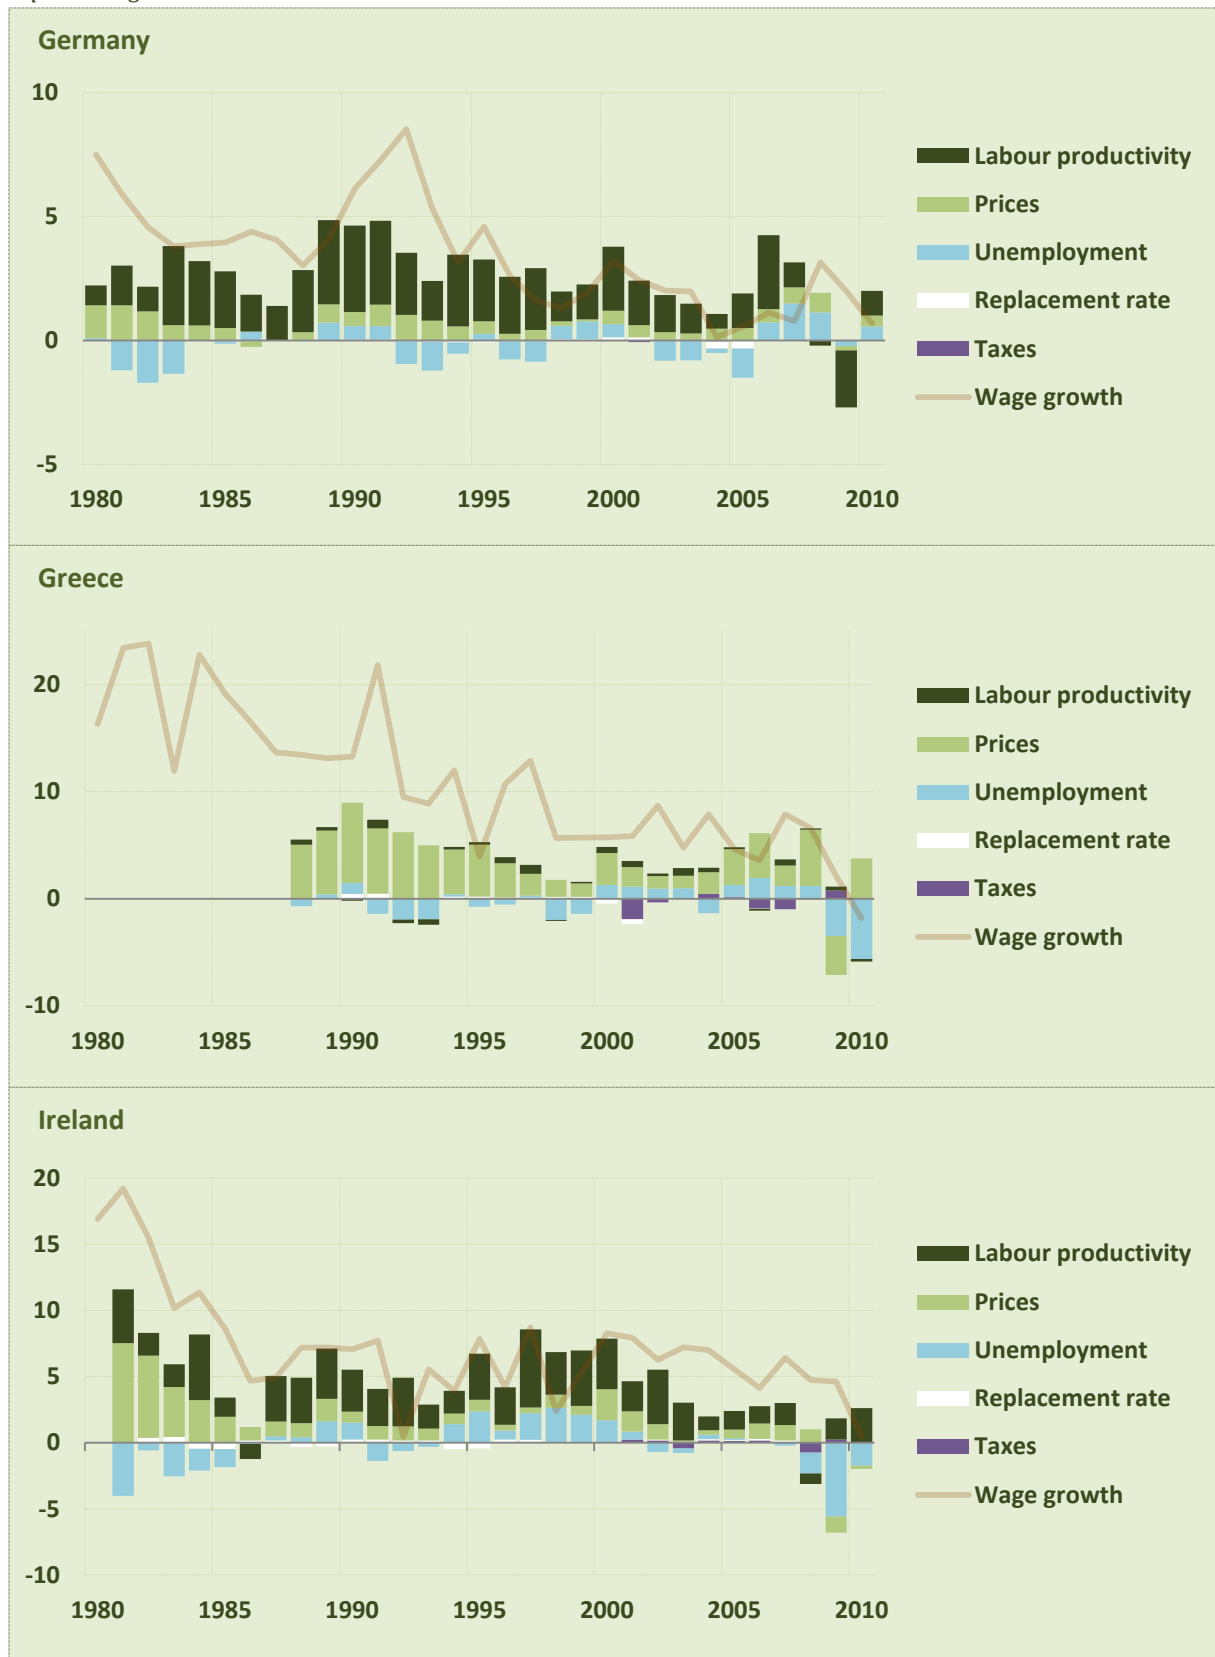 Germany
10
5
0
-5
1980 1985 1990 1995 2000 2005 2010
Labour productivity
Prices
Unemployment
Replacement rate
Taxes
Wage growth
Greece
20
10
0
-10
1980 1985 1990 1995 2000 2005 2010
Labour productivity
Prices
Unemployment
Replacement rate
Taxes
Wage growth
Ireland
20
15
10
5
0
-5
-10
1980 1985 1990 1995 2000 2005 2010
Labour productivity
Prices
Unemployment
Replacement rate
Taxes
Wage growth